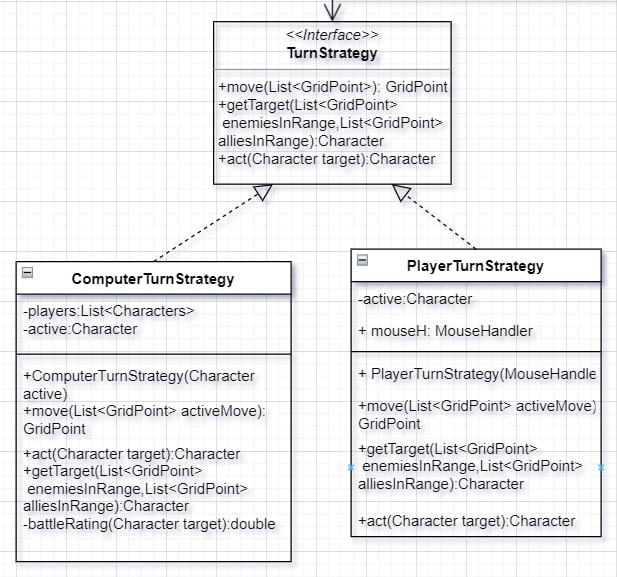 <<Interface>>
TurnStrategy
+move(List<GridPoint>): GridPoint
+getTarget(List<GridPoint>
enemiesInRange,List<GridPoint>
alliesInRange):Character
+act(Character target):Character
ComputerTurnStrategy
-players:List<Characters>
-active:Character
+ComputerTurnStrategy(Character
active)
+move(List<GridPoint> activeMove):
GridPoint
+act(Character target):Character
+getTarget(List<GridPoint>
enemiesInRange,List<GridPoint>
alliesInRange):Character
-battleRating(Character target):double
PlayerTurnStrategy
-active:Character
+ mouseH: MouseHandler
+ PlayerTurnStrategy(MouseHandle
+move(List<GridPoint> activeMove)
GridPoint
+getTarget(List<GridPoint>
enemiesInRange,List<GridPoint>
alliesInRange):Character
+act(Character target):Character